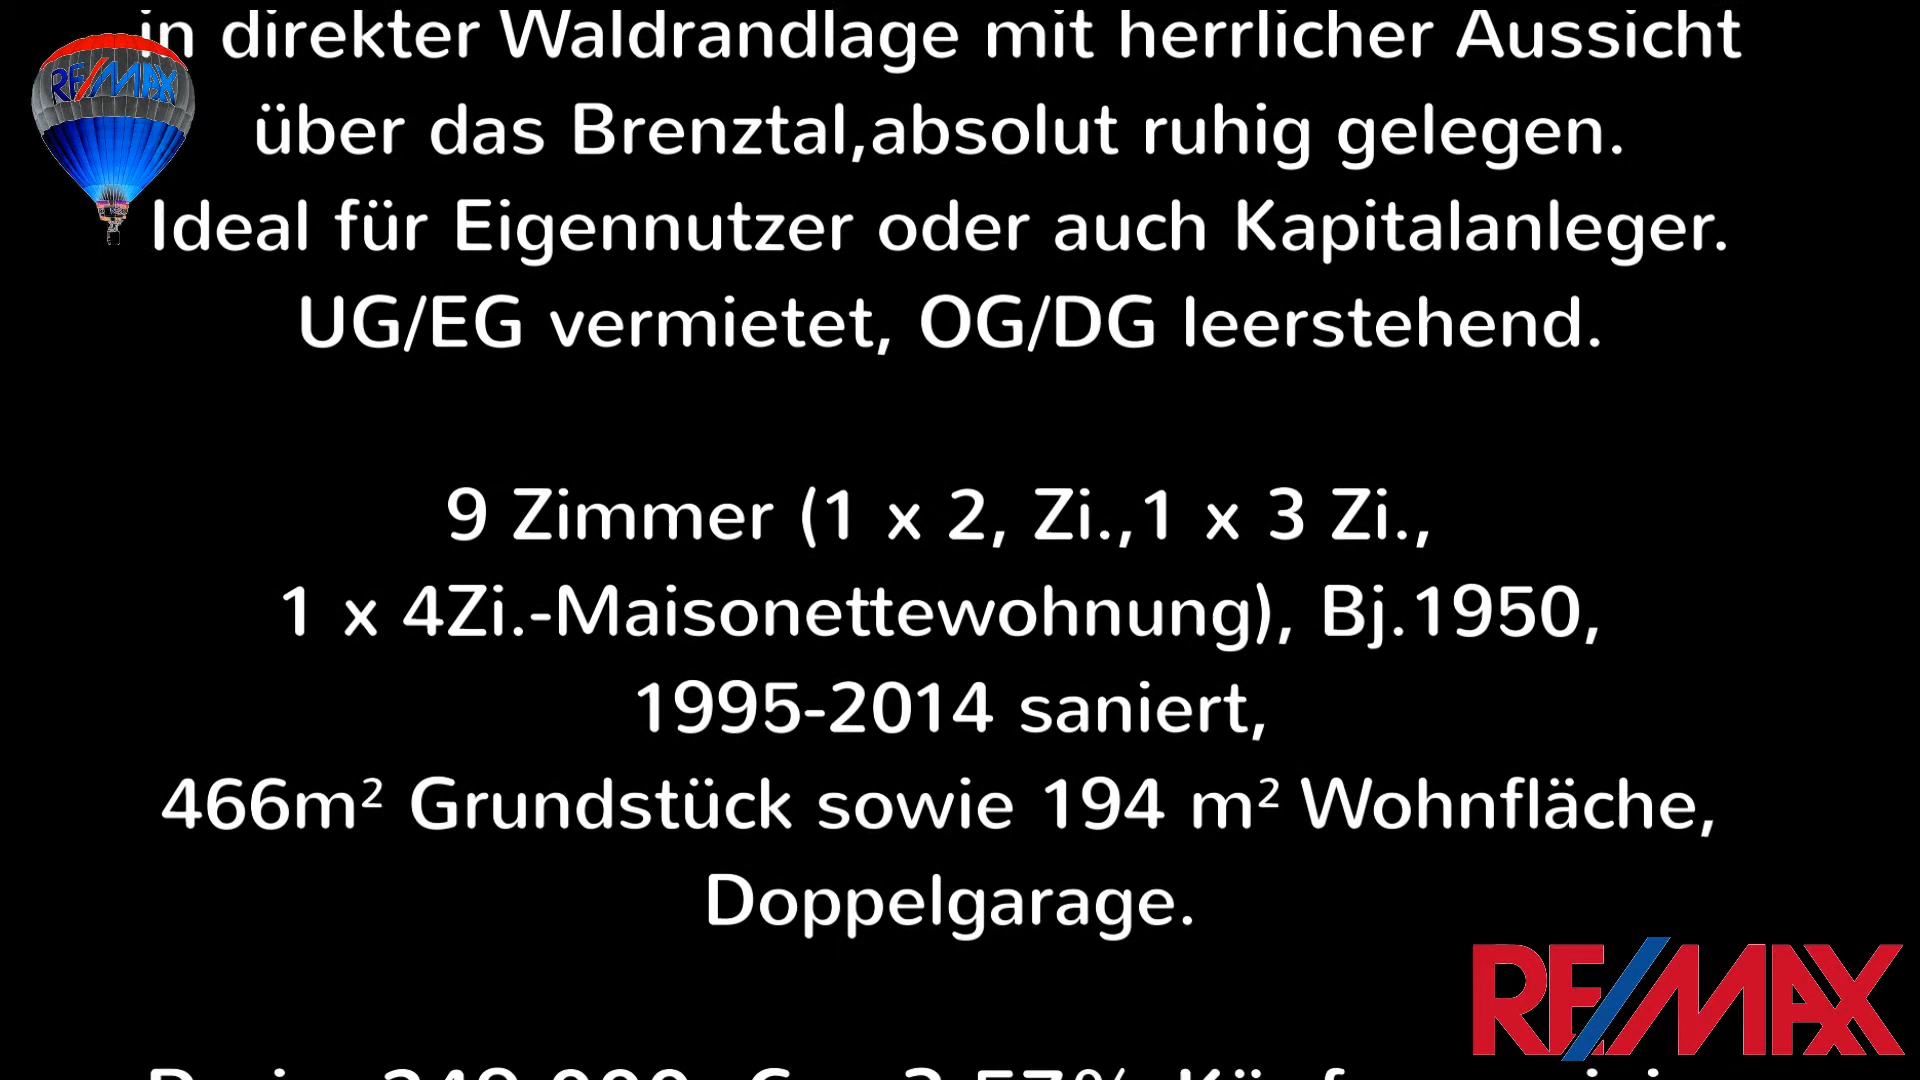 in direkter Waldrandlage mit herrlicher Aussicht
RE/MAX
über das Brenztal,absolut ruhig gelegen.
Ideal für Eigennutzer oder auch Kapitalanleger.
UG/EG vermietet, OG/DG leerstehend.
9 Zimmer (1 x 2, Zi.,1 x 3 Zi.,
1 x 4Zi.-Maisonettewohnung), Bj.1950,
1995-2014 saniert,
466m² Grundstück sowie 194 m² Wohnfläche,
Doppelgarage.
RE/MAX